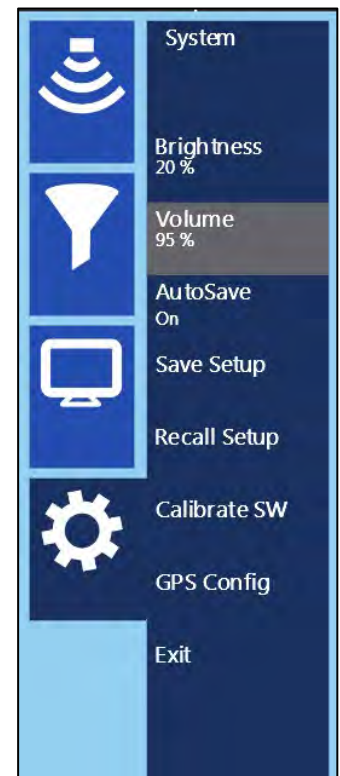 System
Brightness
20 %
Volume
95 %
AutoSave
On
Save Setup
Recall Setup
Calibrate SW
GPS Config
Exit